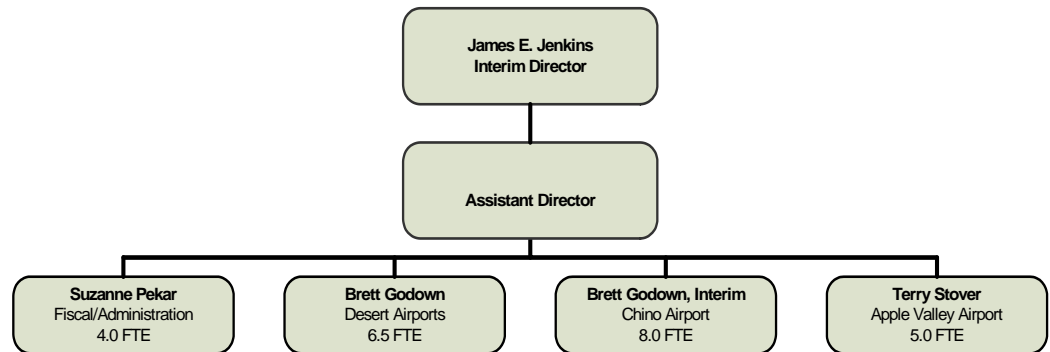 James E. Jenkins
Interim Director
Assistant Director
Suzanne Pekar
Fiscal/Administration
4.0 FTE
Brett Godown
Desert Airports
6.5 FTE
Brett Godown, Interim
Chino Airport
8.0 FTE
Terry Stover
Apple Valley Airport
5.0 FTE